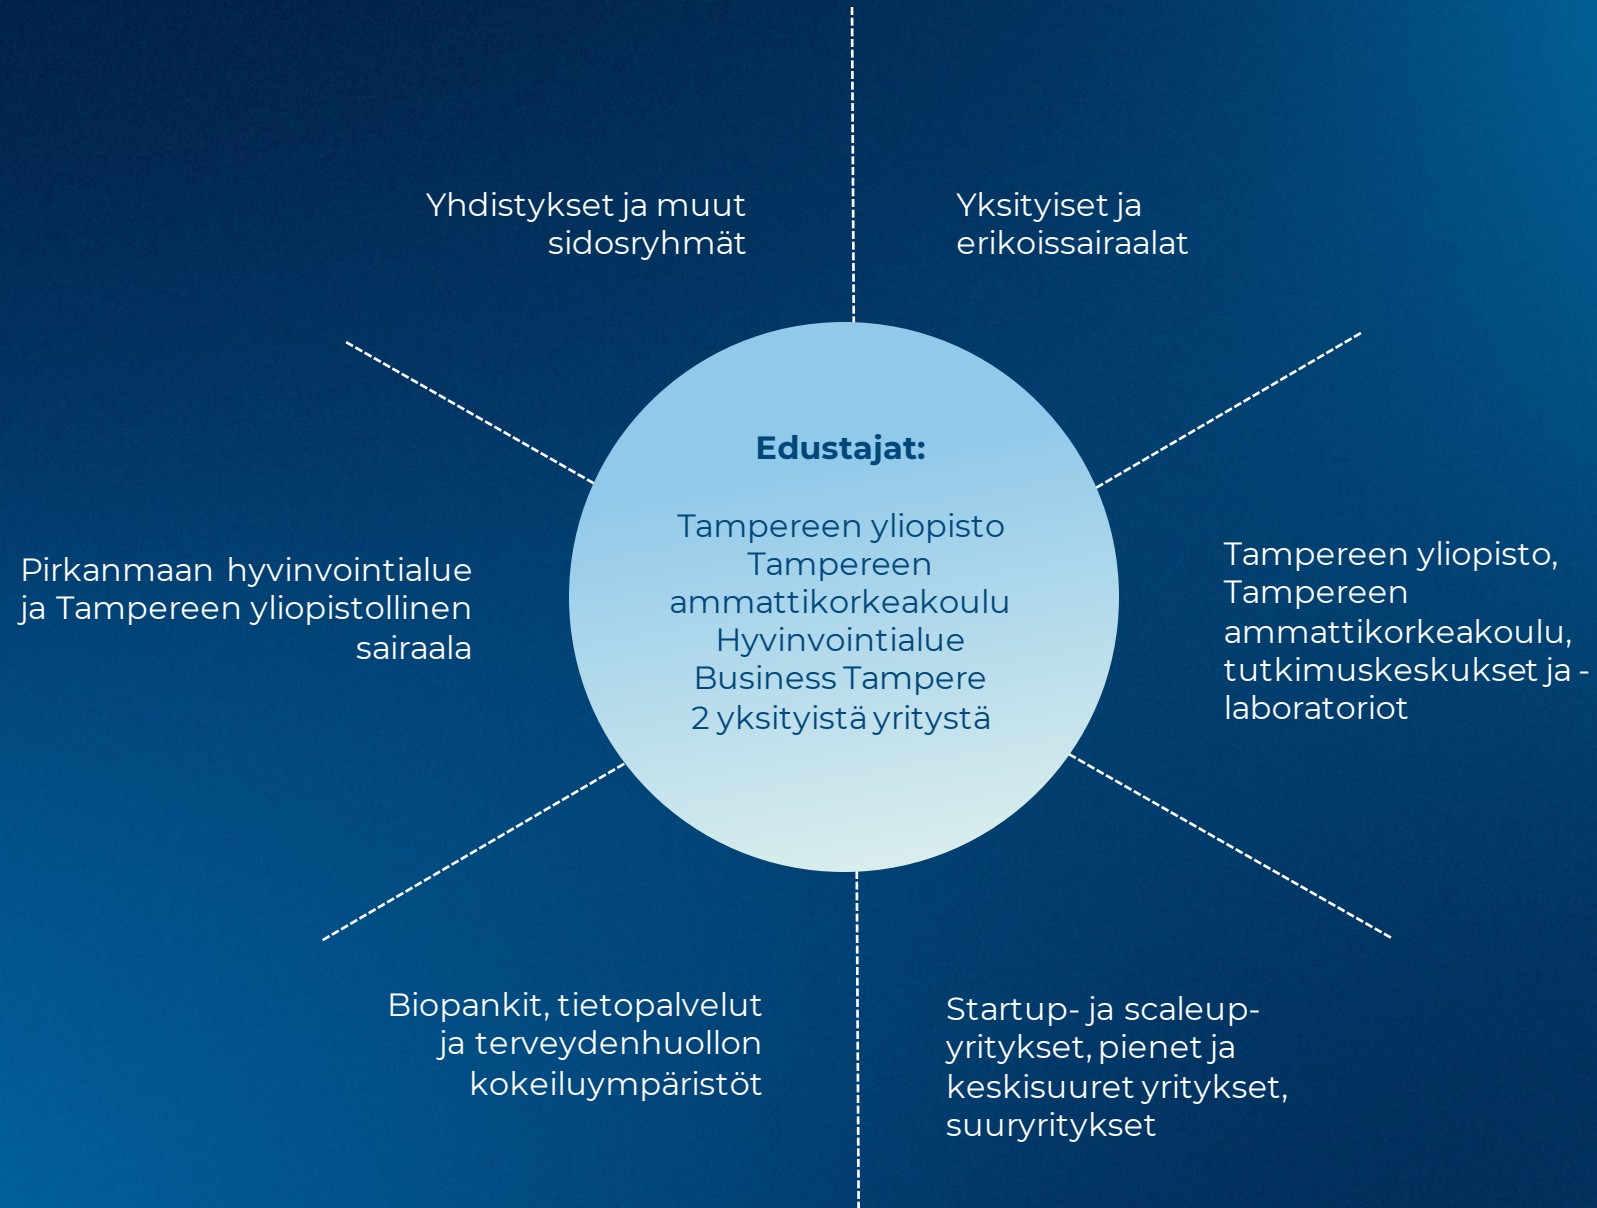 Yhdistykset ja muut
sidosryhmät
Yksityiset ja
erikoissairaalat
Edustajat:
Tampereen yliopisto
Tampereen
ammattikorkeakoulu
Hyvinvointialue
Business Tampere
2 yksityistä yritystä
Pirkanmaan hyvinvointialue
ja Tampereen yliopistollinen
sairaala
Tampereen yliopisto,
Tampereen
ammattikorkeakoulu,
tutkimuskeskukset ja -
laboratoriot
Biopankit, tietopalvelut
ja terveydenhuollon
kokeiluympäristöt
Startup- ja scaleup-
yritykset, pienet ja
keskisuuret yritykset,
suuryritykset